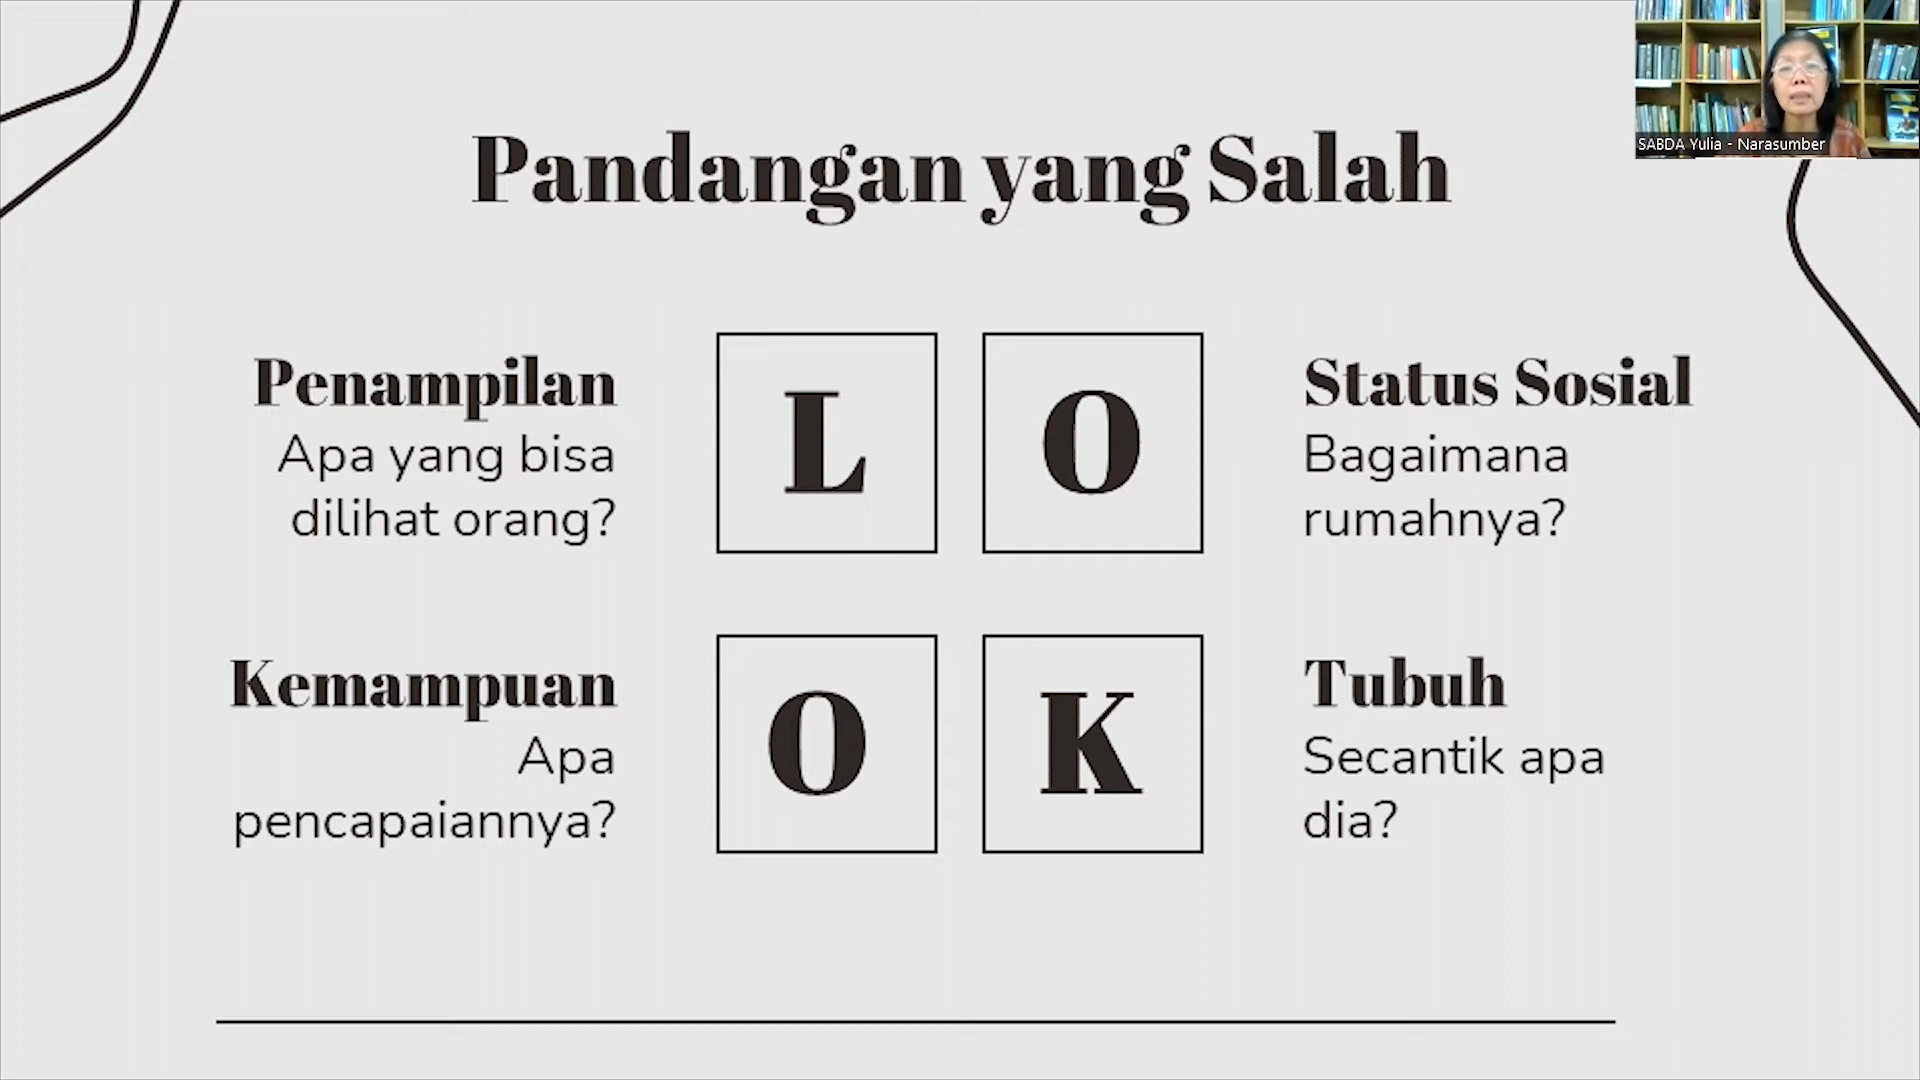 SABDA Yulia - Narasumber
Pandangan yang Salah
Penampilan
Apa yang bisa
dilihat orang?
L
O
Status Sosial
Bagaimana
rumahnya?
Kemampuan
Apa
pencapaiannya?
O
K
Tubuh
Secantik apa
dia?